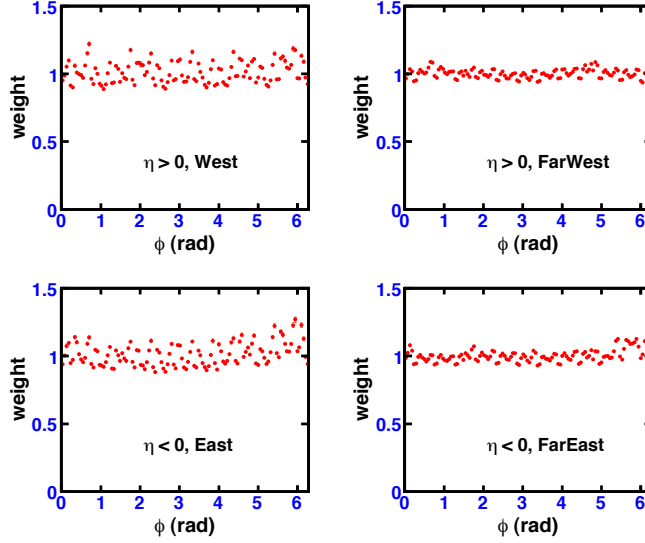 1.5
1
0.5
0
weight
η > 0, West
0 1 2 3 4 5 6
ϕ (rad)
1.5
1
0.5
0
weight
η > 0, FarWest
0 1 2 3 4 5 6
ϕ (rad)
1.5
1
0.5
0
weight
η < 0, East
0 1 2 3 4 5 6
ϕ (rad)
1.5
1
0.5
0
weight
η < 0, FarEast
0 1 2 3 4 5 6
ϕ (rad)